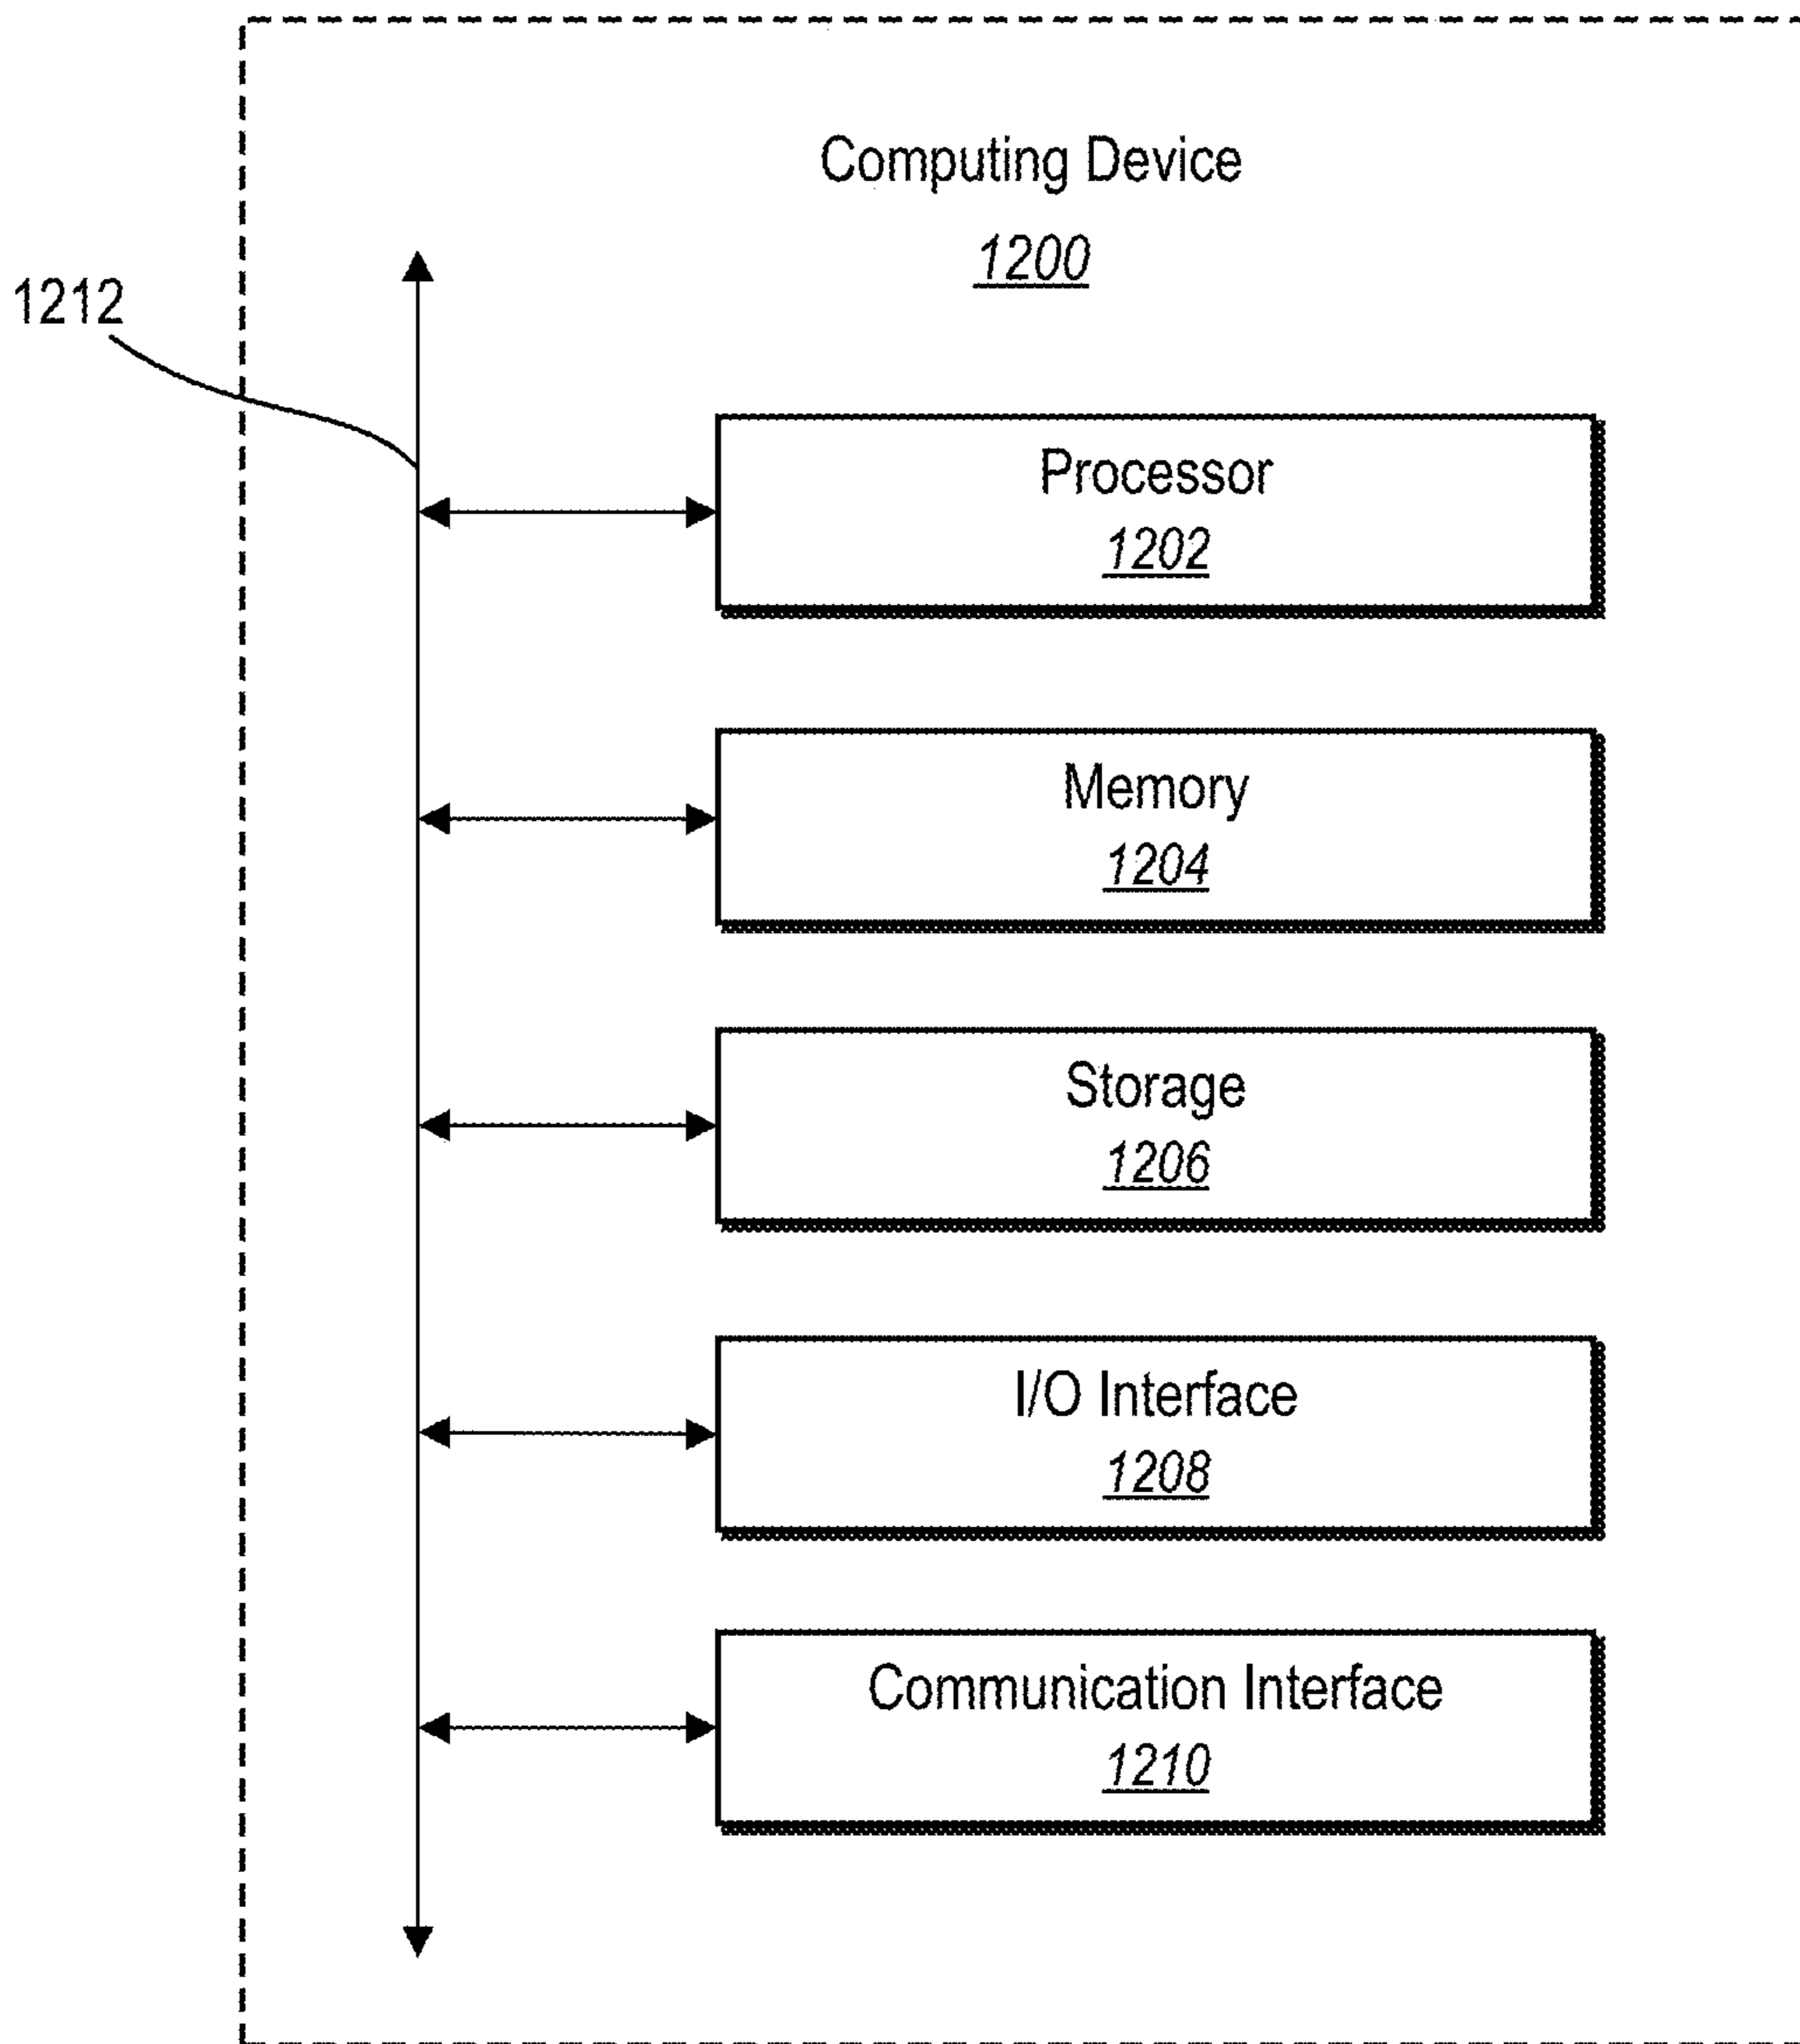 Computing Device
1200
1212
Processor
1202
Memory
1204
Storage
1206
I/O Interface
1208
Communication Interface
1210